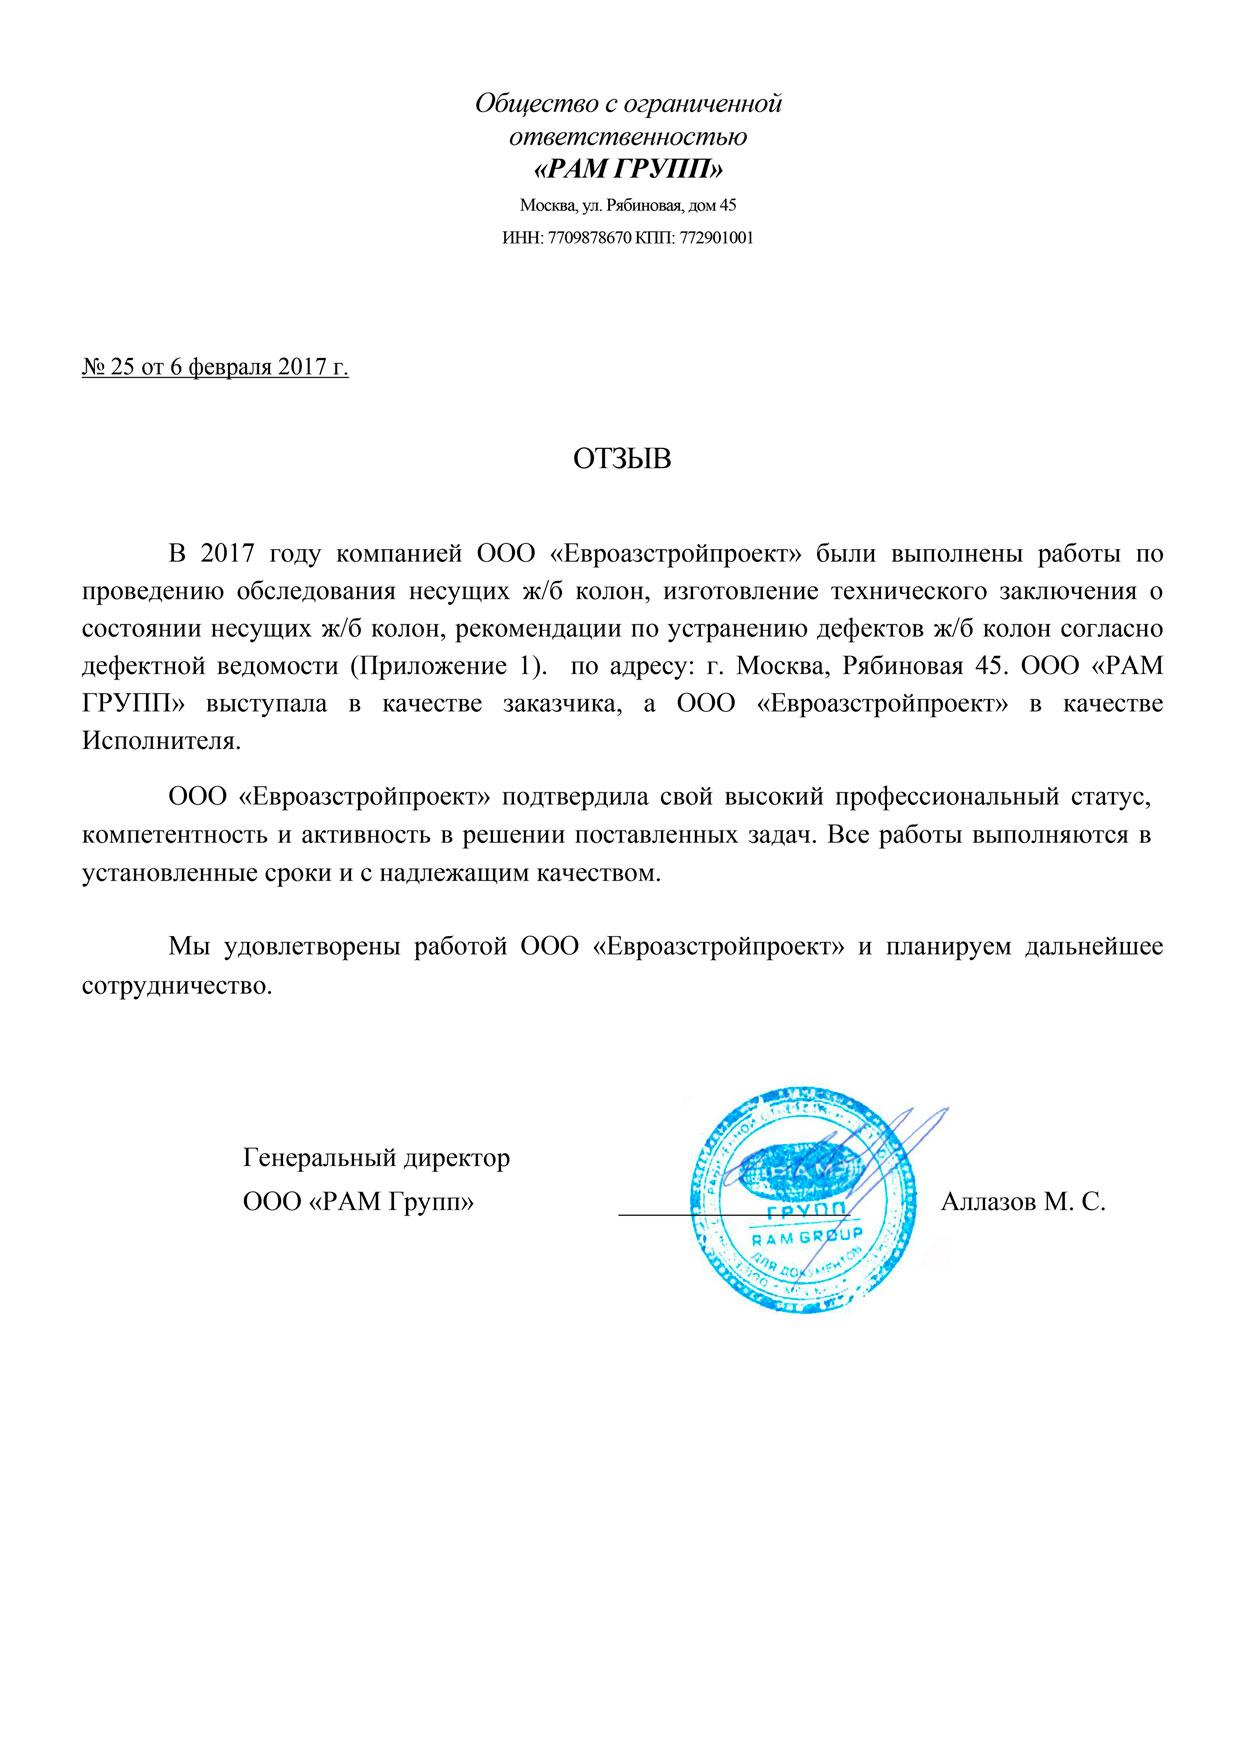 Общество с ограниченной
ответственностью
«РАМ ГРУПП»
Москва, ул. Рябиновая, дом 45
ИНН: 7709878670 КПП: 772901001
№ 25 от 6 февраля 2017 г.
ОТЗЫВ
В 2017 году компанией ООО «Евроазстройпроект» были выполнены работы по
проведению обследования несущих ж/б колон, изготовление технического заключения о
состоянии несущих ж/б колон, рекомендации по устранению дефектов ж/б колон согласно
дефектной ведомости (Приложение 1). по адресу: г. Москва, Рябиновая 45. ООО «РАМ
ГРУПП» выступала в качестве заказчика, а ООО «Евроазстройпроект» в качестве
Исполнителя.
ООО «Евроазстройпроект» подтвердила свой высокий профессиональный статус,
компетентность и активность в решении поставленных задач. Все работы выполняются в
установленные сроки и с надлежащим качеством.
Мы удовлетворены работой ООО «Евроазстройпроект» и планируем дальнейшее
сотрудничество.
Генеральный директор
ООО «РАМ Групп»
Аллазов М. С.
РАМ
ГРУПП
RAM GROUP
ДЛЯ ДОКУМЕНТОВ